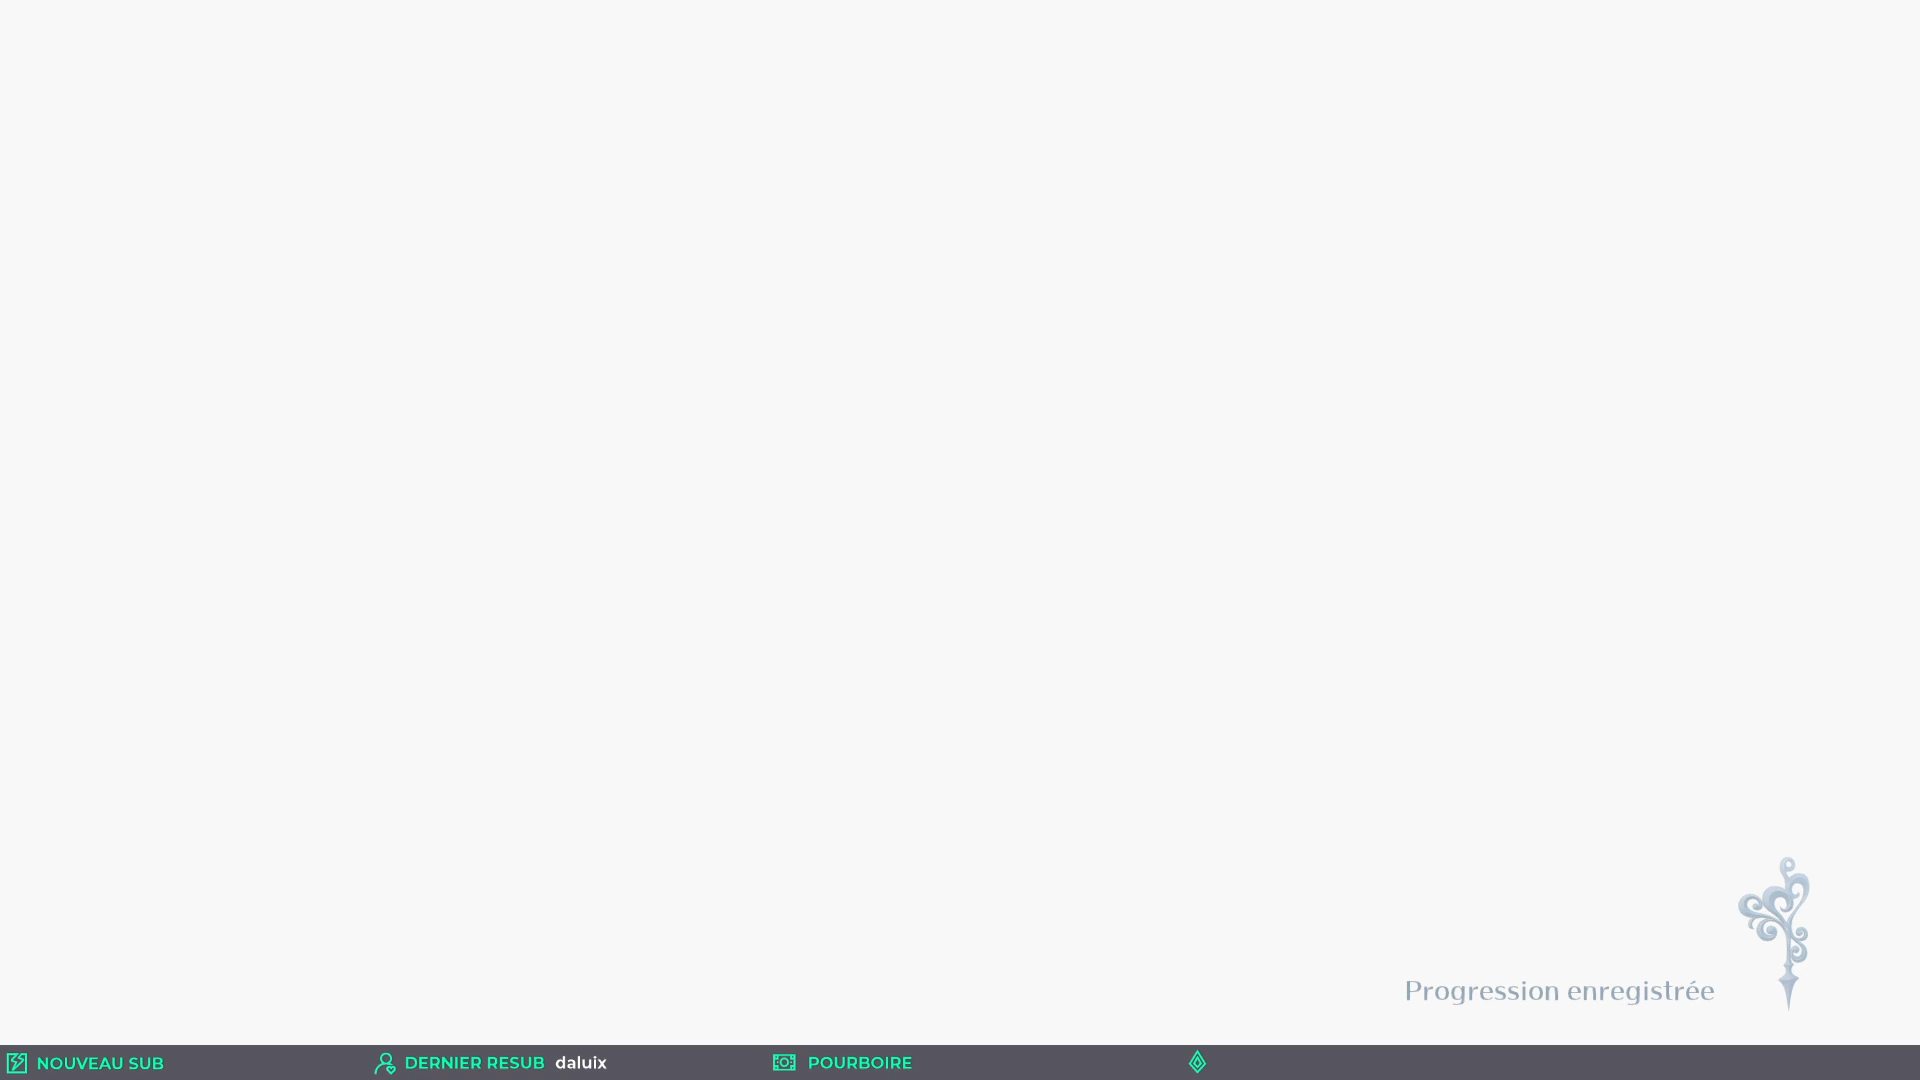 Progression enregistrée
NOUVEAU SUB
DERNIER RESUB daluix
POURBOIRE